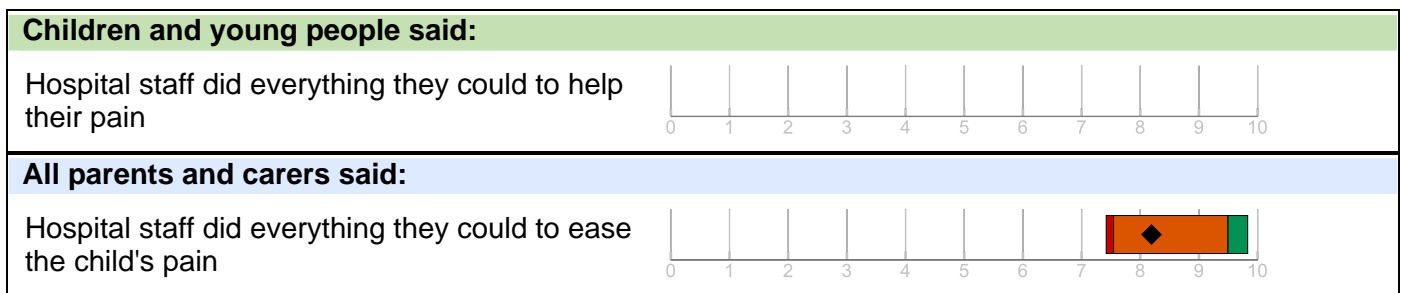 Children and young people said:
Hospital staff did everything they could to help
their pain
0 1 2 3 4 5 6 7 8 9 10
All parents and carers said:
Hospital staff did everything they could to ease
the child's pain
0 1 2 3 4 5 6 7 8 9 10